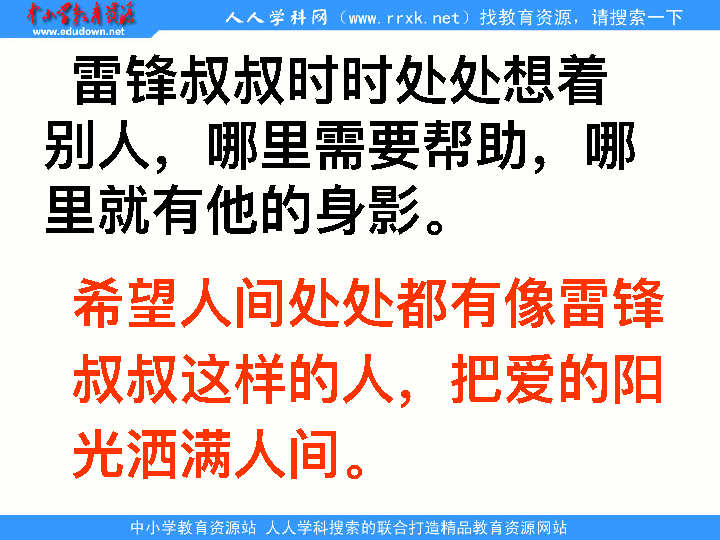 中小学教育资源
www.edudown.net
人人学科网（www.rrxk.net）找教育资源，请搜索一下
雷锋叔叔时时处处想着
别人，哪里需要帮助，哪
里就有他的身影。
希望人间处处都有像雷锋
叔叔这样的人，把爱的阳
光洒满人间。
中小学教育资源站 人人学科搜索的联合打造精品教育资源网站